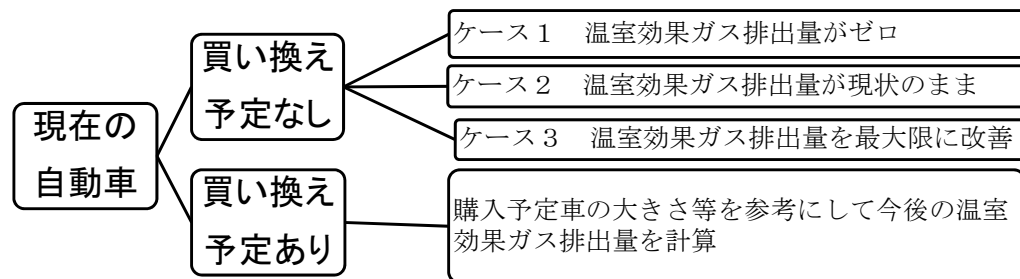 現在の
自動車
買い換え
予定なし
ケース１　温室効果ガス排出量がゼロ
ケース２　温室効果ガス排出量が現状のまま
ケース３　温室効果ガス排出量を最大限に改善
買い換え
予定あり
購入予定車の大きさ等を参考にして今後の温室
効果ガス排出量を計算